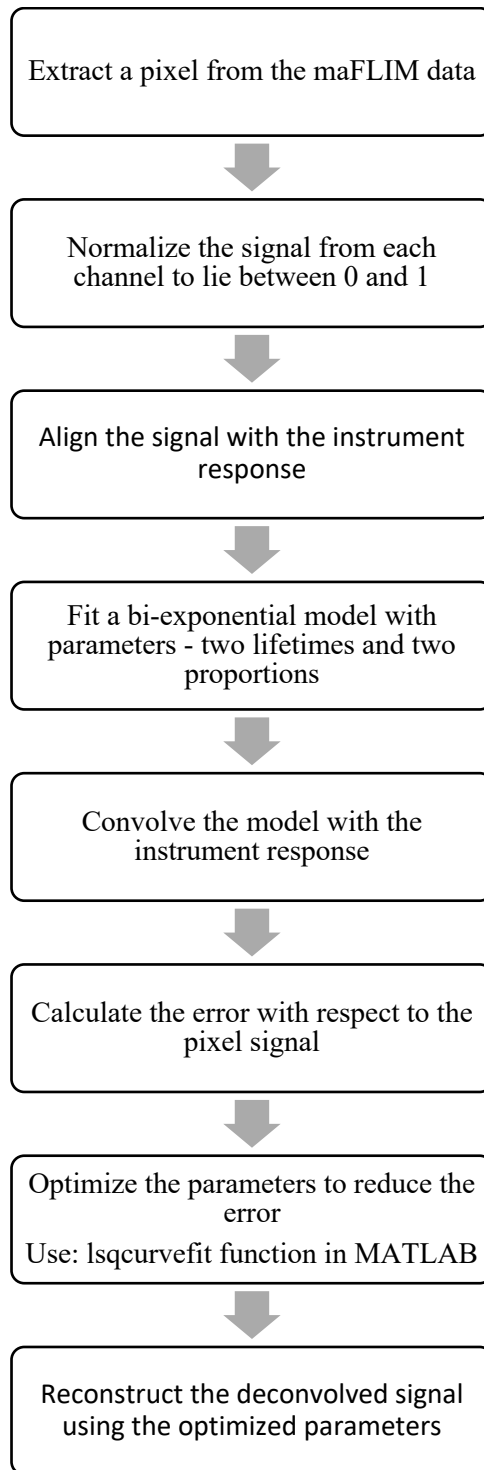 Extract a pixel from the maFLIM data
Normalize the signal from each
channel to lie between 0 and 1
Align the signal with the instrument
response
Fit a bi-exponential model with
parameters - two lifetimes and two
proportions
Convolve the model with the
instrument response
Calculate the error with respect to the
pixel signal
Optimize the parameters to reduce the
error
Use: lsqcurvefit function in MATLAB
Reconstruct the deconvolved signal
using the optimized parameters